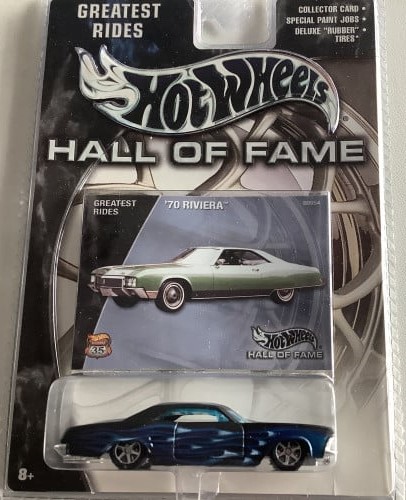 GREATEST
RIDES
COLLECTOR CARD •
SPECIAL PAINT JOBS •
DELUXE "RUBBER" •
TIRES*
Hot Wheels
HALL OF FAME
GREATEST
RIDES
'70 RIVIERA™
Hot Wheels
HALL OF FAME
35
8+